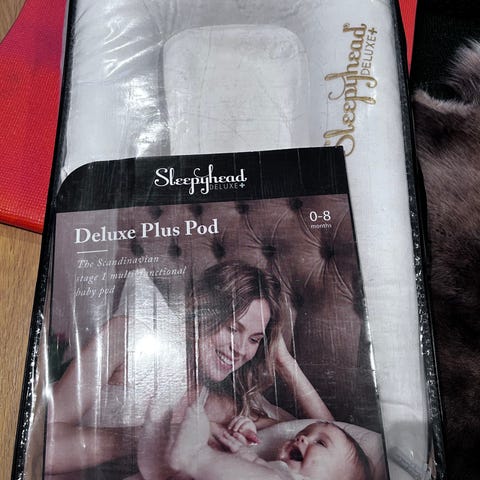 Sleepyhead
DELUXE+
Sleepyhead
DELUXE+
Deluxe Plus Pod
0-8
months
The Scandinavian
stage 1 multifunctional
baby pod